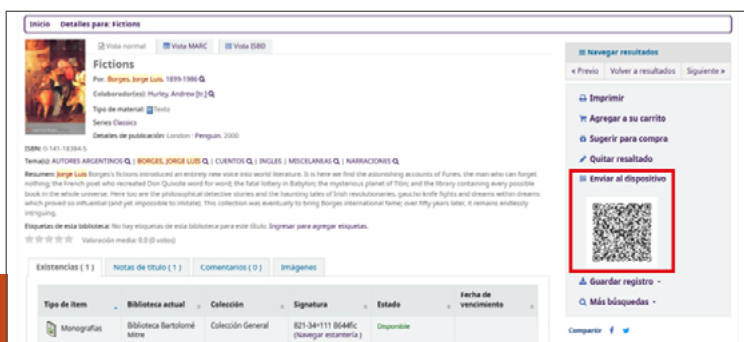 Inicio Detalles para: Fictions
Vista normal Vista MARC Vista ISBD
Fictions
Por: Borges, Jorge Luis, 1899-1986
Colaborador(es): Hurley, Andrew [tr.]
Tipo de material: Texto
Series Classics
Detalles de publicación: London : Penguin, 2000
ISBN: 0-141-18384-5
Tema(s): AUTORES ARGENTINOS | BORGES, JORGE LUIS | CUENTOS | INGLES | MISCELANEAS | NARRACIONES
Resumen: Jorge Luis Borges's fictions introduced an entirely new voice into world literature. It is here we find the astonishing accounts of Funes, the man who can forget
nothing; the French poet who recreated Don Quixote word for word; the fatal lottery in Babylon; the mysterious planet of Tlön; and the library containing every possible
book in the whole universe. Here too are the philosophical detective stories and the haunting tales of Irish revolutionaries, gaucho knife fights and dreams within dreams
which proved so influential (and yet impossible to imitate). This collection was eventually to bring Borges international fame; over fifty years later, it remains endlessly
intriguing.
Etiquetas de esta biblioteca: No hay etiquetas de esta biblioteca para este título. Ingresar para agregar etiquetas.
Valoración media: 0.0 (0 votos)
Existencias ( 1 ) Notas de título ( 1 ) Comentarios ( 0 ) Imágenes
Tipo de ítem Biblioteca actual Colección Signatura Estado Fecha de vencimiento
Monografías Biblioteca Bartolomé Mitre Colección General 821-34=111 B644fic (Navegar estantería) Disponible
Navegar resultados
« Previo Volver a resultados Siguiente »
Imprimir
Agregar a su carrito
Sugerir para compra
Quitar resaltado
Enviar al dispositivo
Guardar registro
Más búsquedas
Compartir